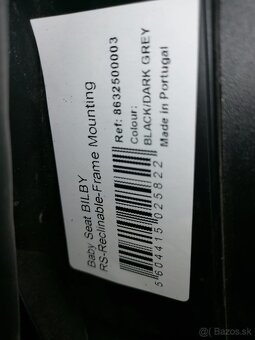 Baby Seat BILBY
RS-Reclinable-Frame Mounting
Ref: 8632500003
Colour:
BLACK/DARK GREY
Made in Portugal
5 604415 025822
Bazos.sk